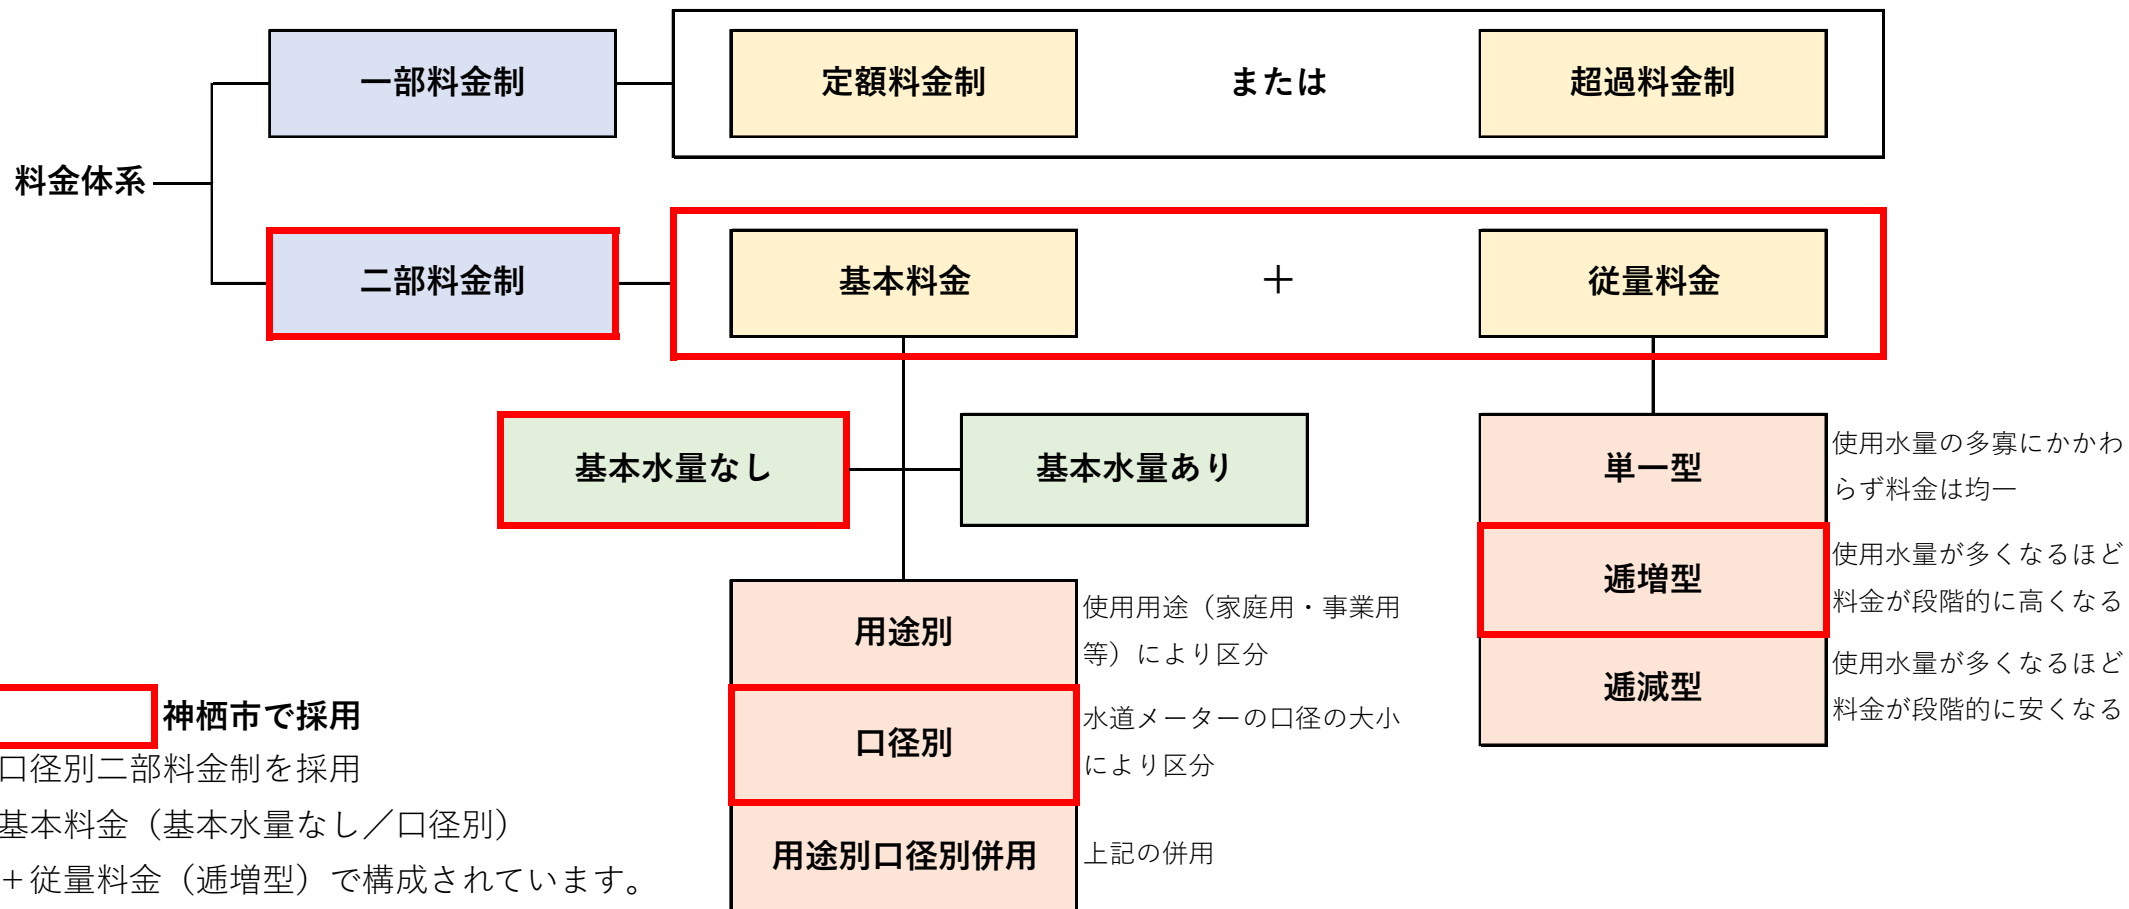 一部料金制
定額料金制
または
超過料金制
料金体系
二部料金制
基本料金
＋
従量料金
基本水量なし
基本水量あり
単一型
使用水量の多寡にかかわ
らず料金は均一
逓増型
使用水量が多くなるほど
料金が段階的に高くなる
逓減型
使用水量が多くなるほど
料金が段階的に安くなる
用途別
使用用途（家庭用・事業用
等）により区分
口径別
水道メーターの口径の大小
により区分
用途別口径別併用
上記の併用
神栖市で採用
口径別二部料金制を採用
基本料金（基本水量なし／口径別）
＋従量料金（逓増型）で構成されています。